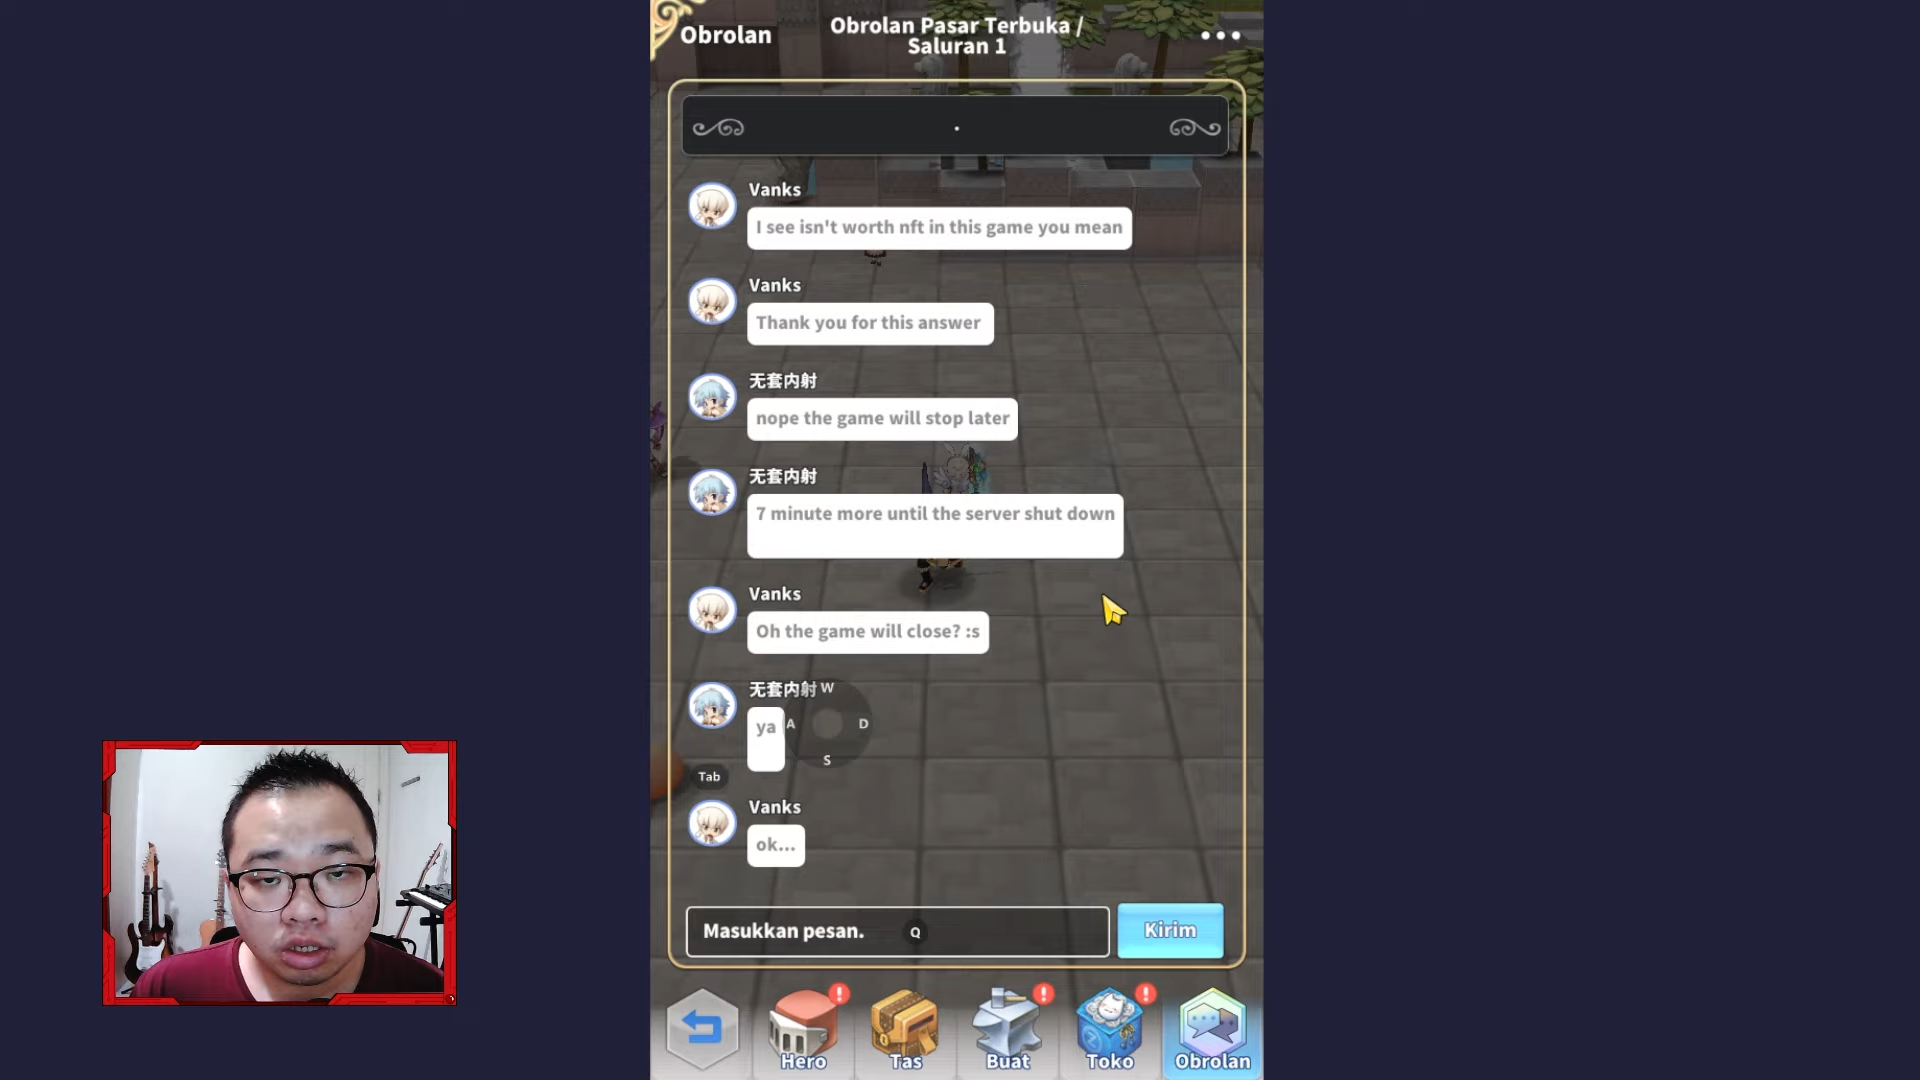 Obrolan
Obrolan Pasar Terbuka /
Saluran 1
Vanks
I see isn't worth nft in this game you mean
Vanks
Thank you for this answer
无套内射
nope the game will stop later
无套内射
7 minute more until the server shut down
Vanks
Oh the game will close? :s
无套内射
W
ya
A
D
S
Tab
Vanks
ok...
Masukkan pesan.
Q
Kirim
Hero
Tas
Buat
Toko
Obrolan